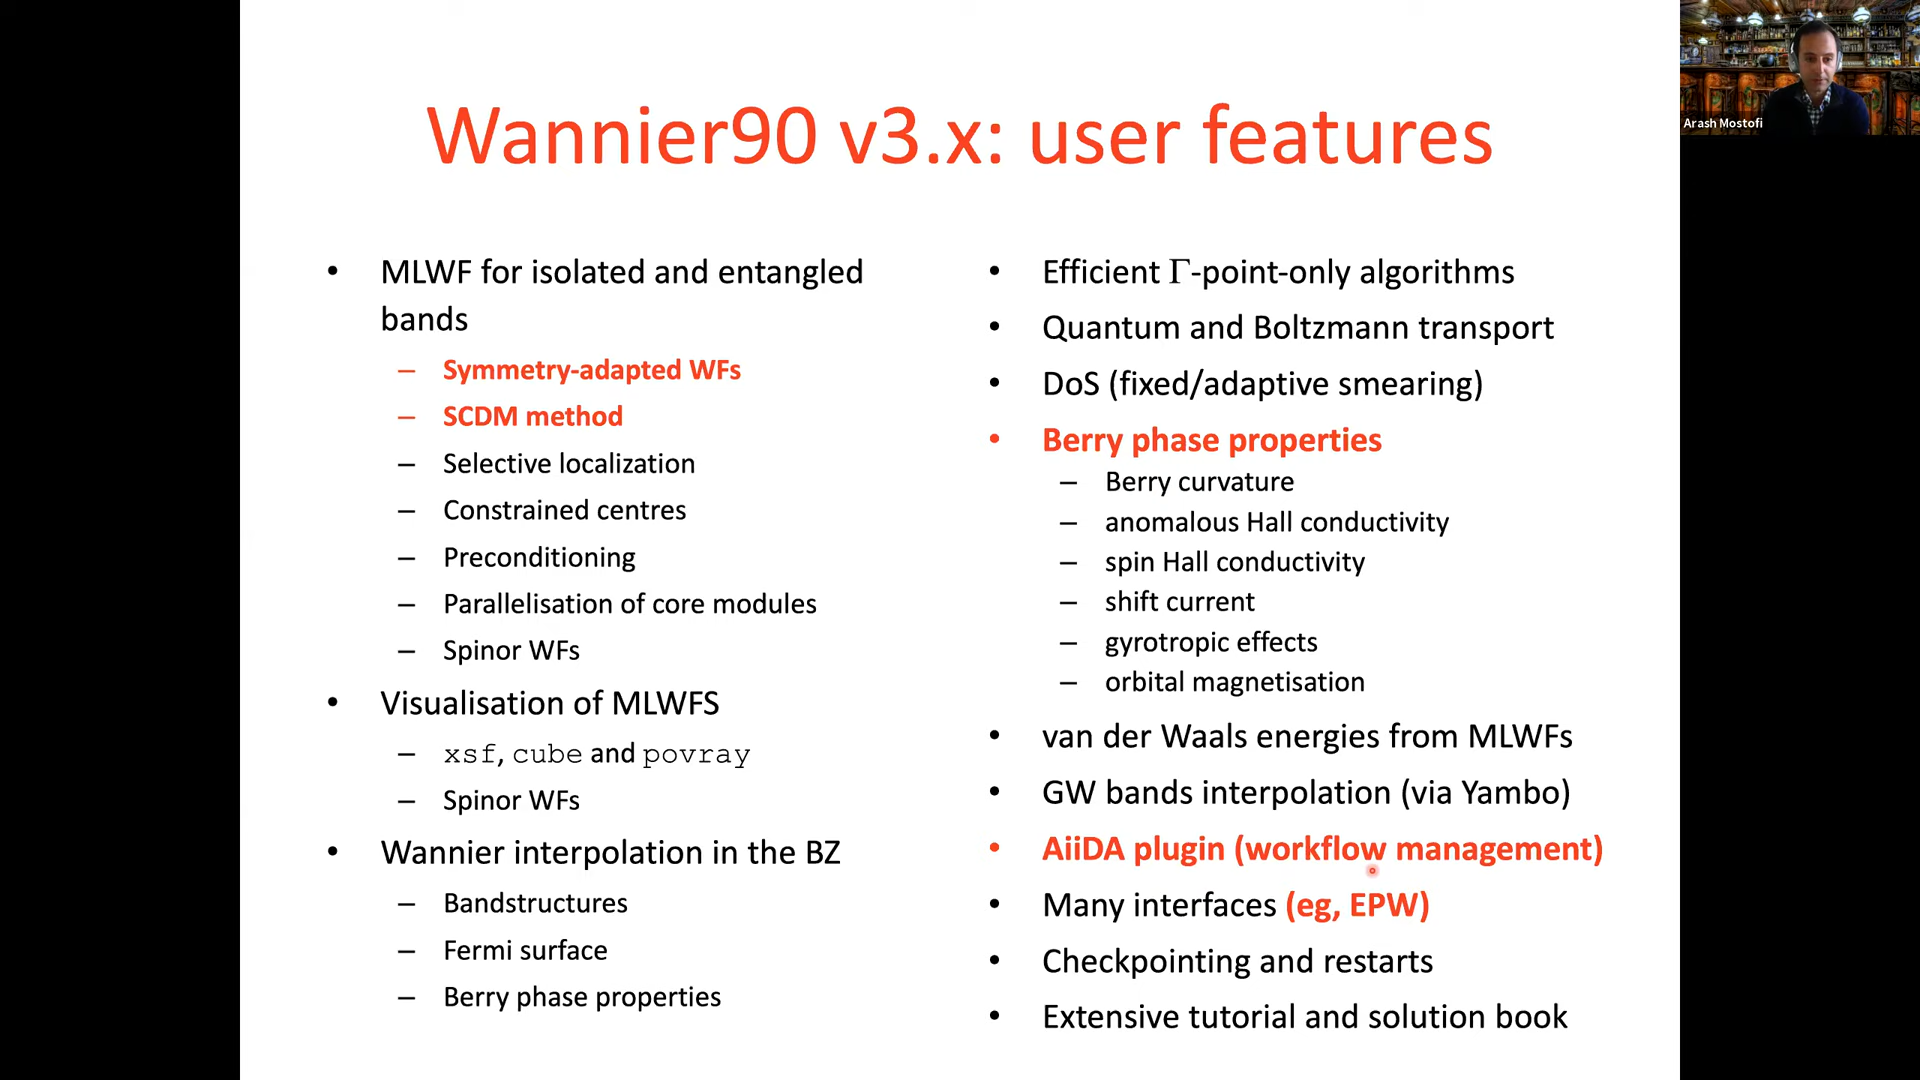 Wannier90 v3.x: user features
• MLWF for isolated and entangled
bands
– Symmetry-adapted WFs
– SCDM method
– Selective localization
– Constrained centres
– Preconditioning
– Parallelisation of core modules
– Spinor WFs
• Visualisation of MLWFS
– xsf, cube and povray
– Spinor WFs
• Wannier interpolation in the BZ
– Bandstructures
– Fermi surface
– Berry phase properties
• Efficient Γ-point-only algorithms
• Quantum and Boltzmann transport
• DoS (fixed/adaptive smearing)
• Berry phase properties
– Berry curvature
– anomalous Hall conductivity
– spin Hall conductivity
– shift current
– gyrotropic effects
– orbital magnetisation
• van der Waals energies from MLWFs
• GW bands interpolation (via Yambo)
• AiiDA plugin (workflow management)
• Many interfaces (eg, EPW)
• Checkpointing and restarts
• Extensive tutorial and solution book
Arash Mostofi